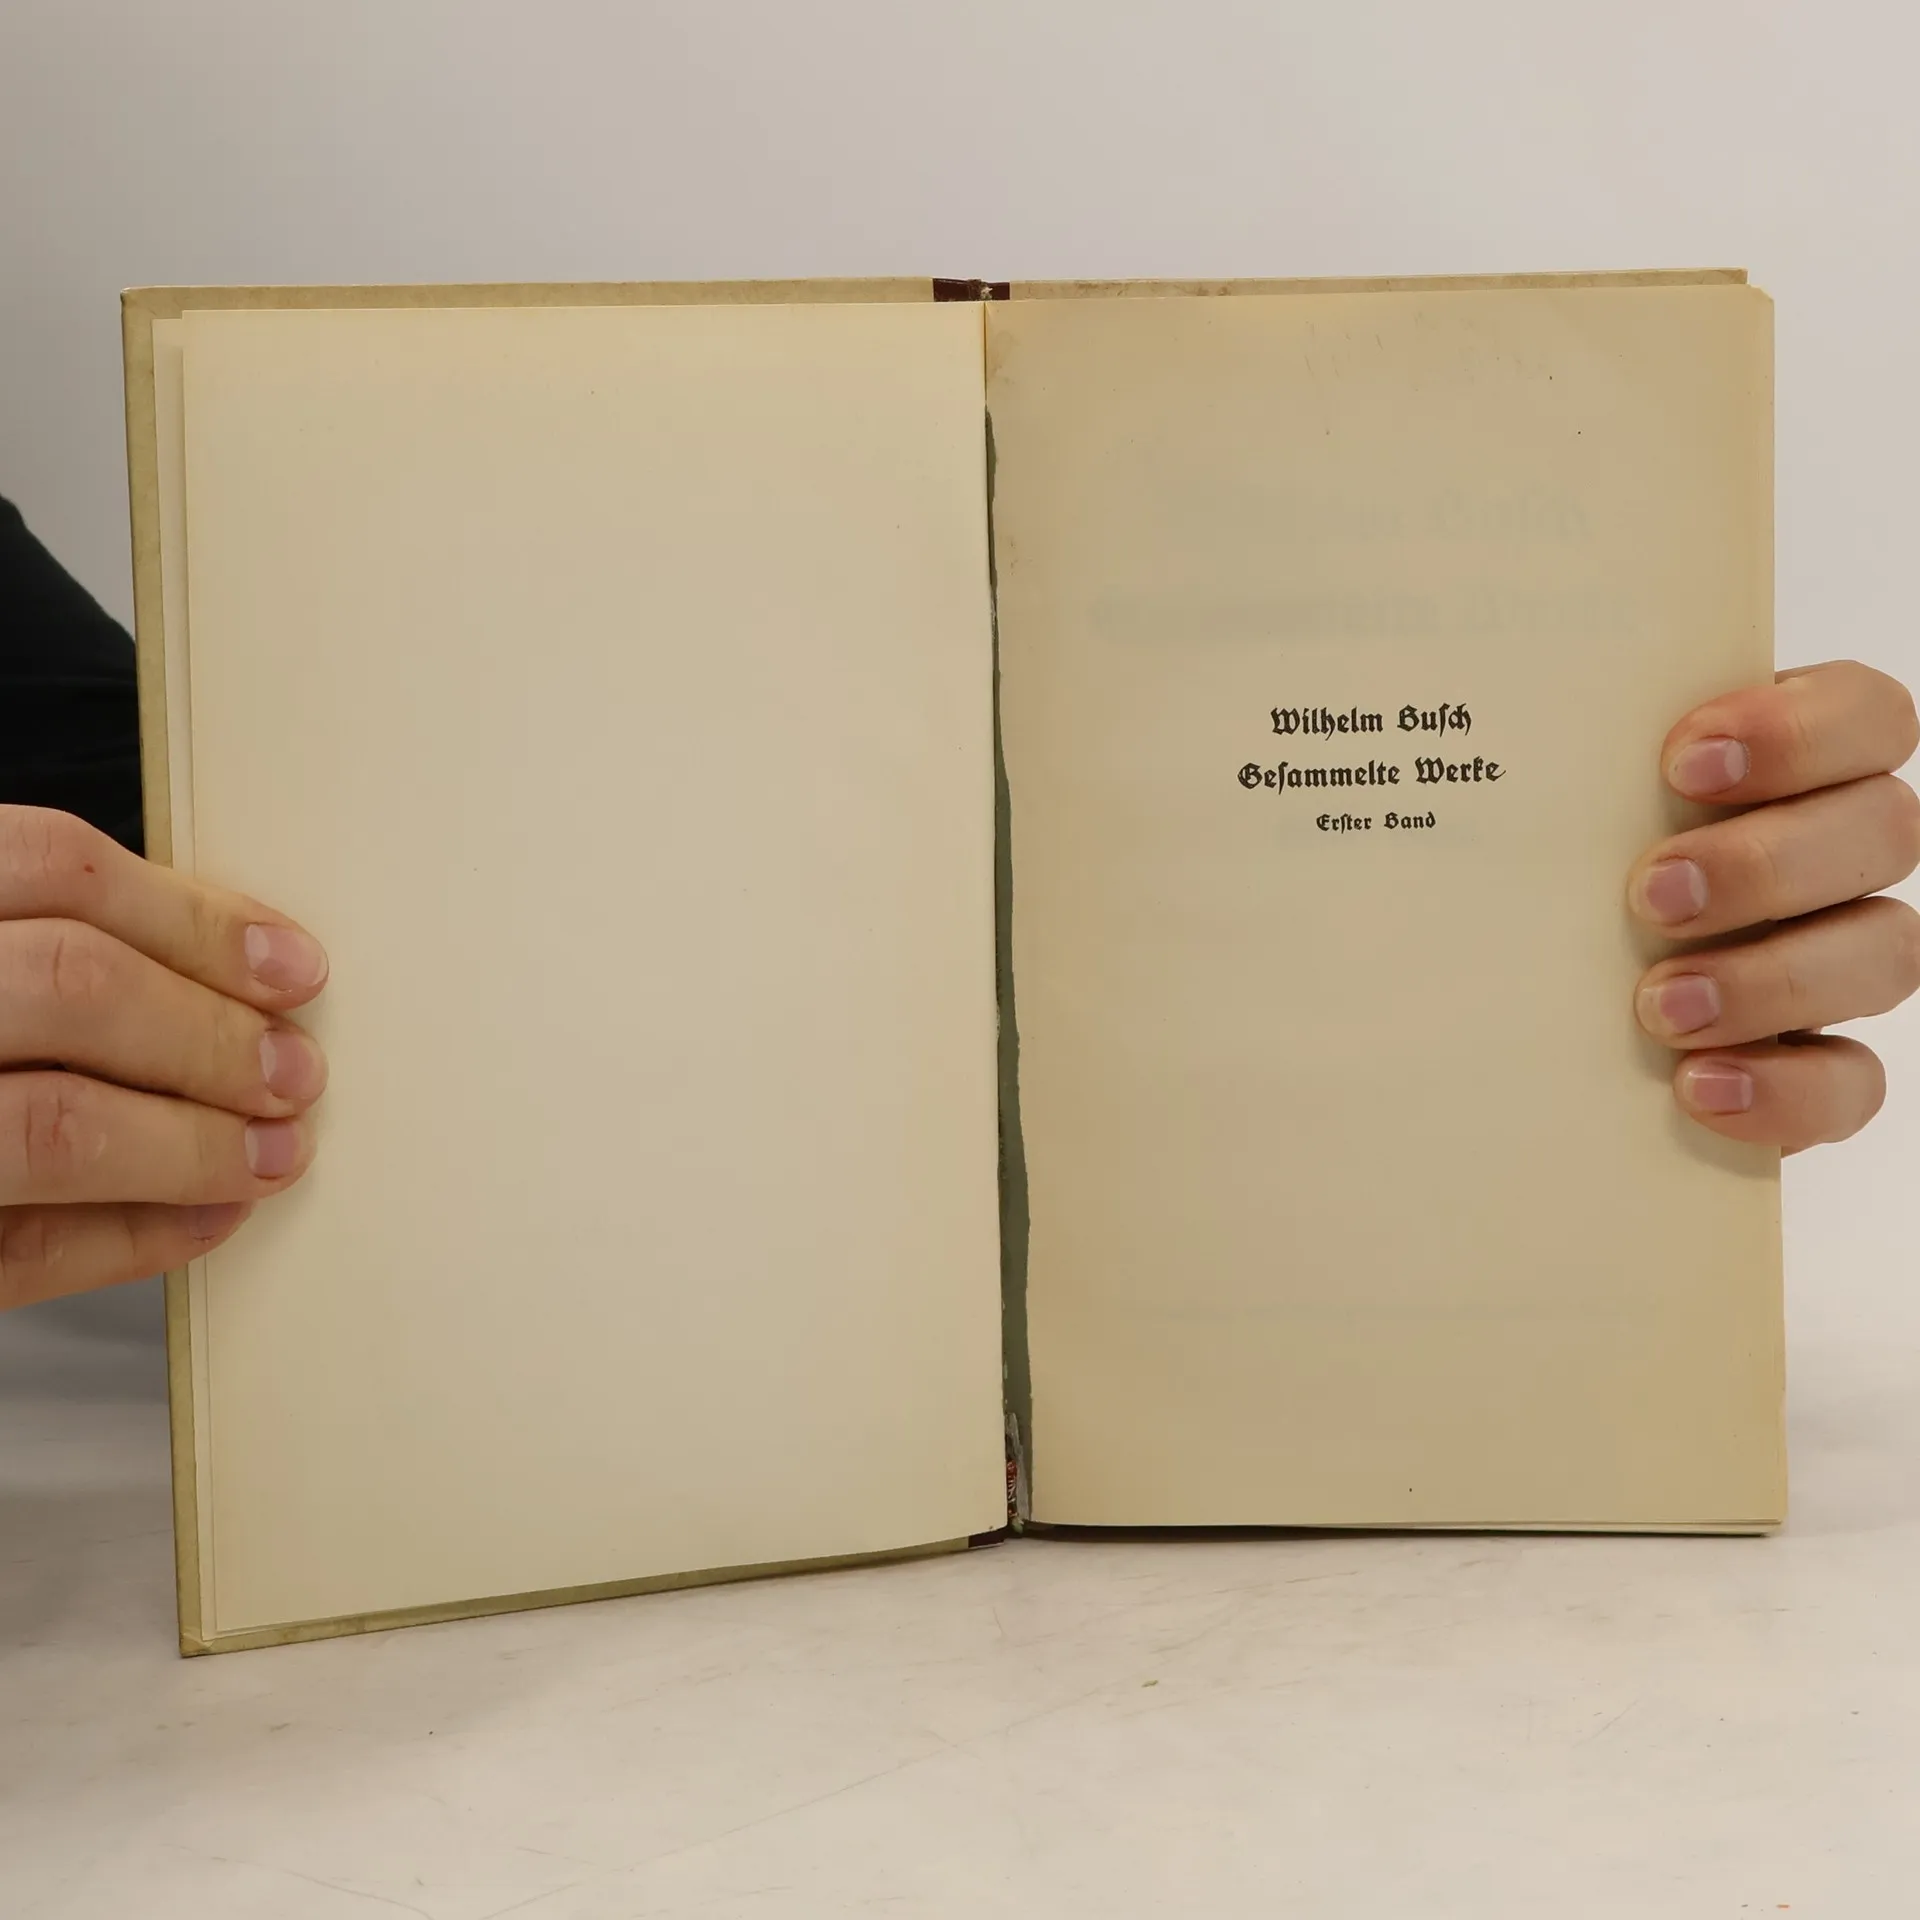 Wilhelm Buſch
Geſammelte Werke
Erſter Band